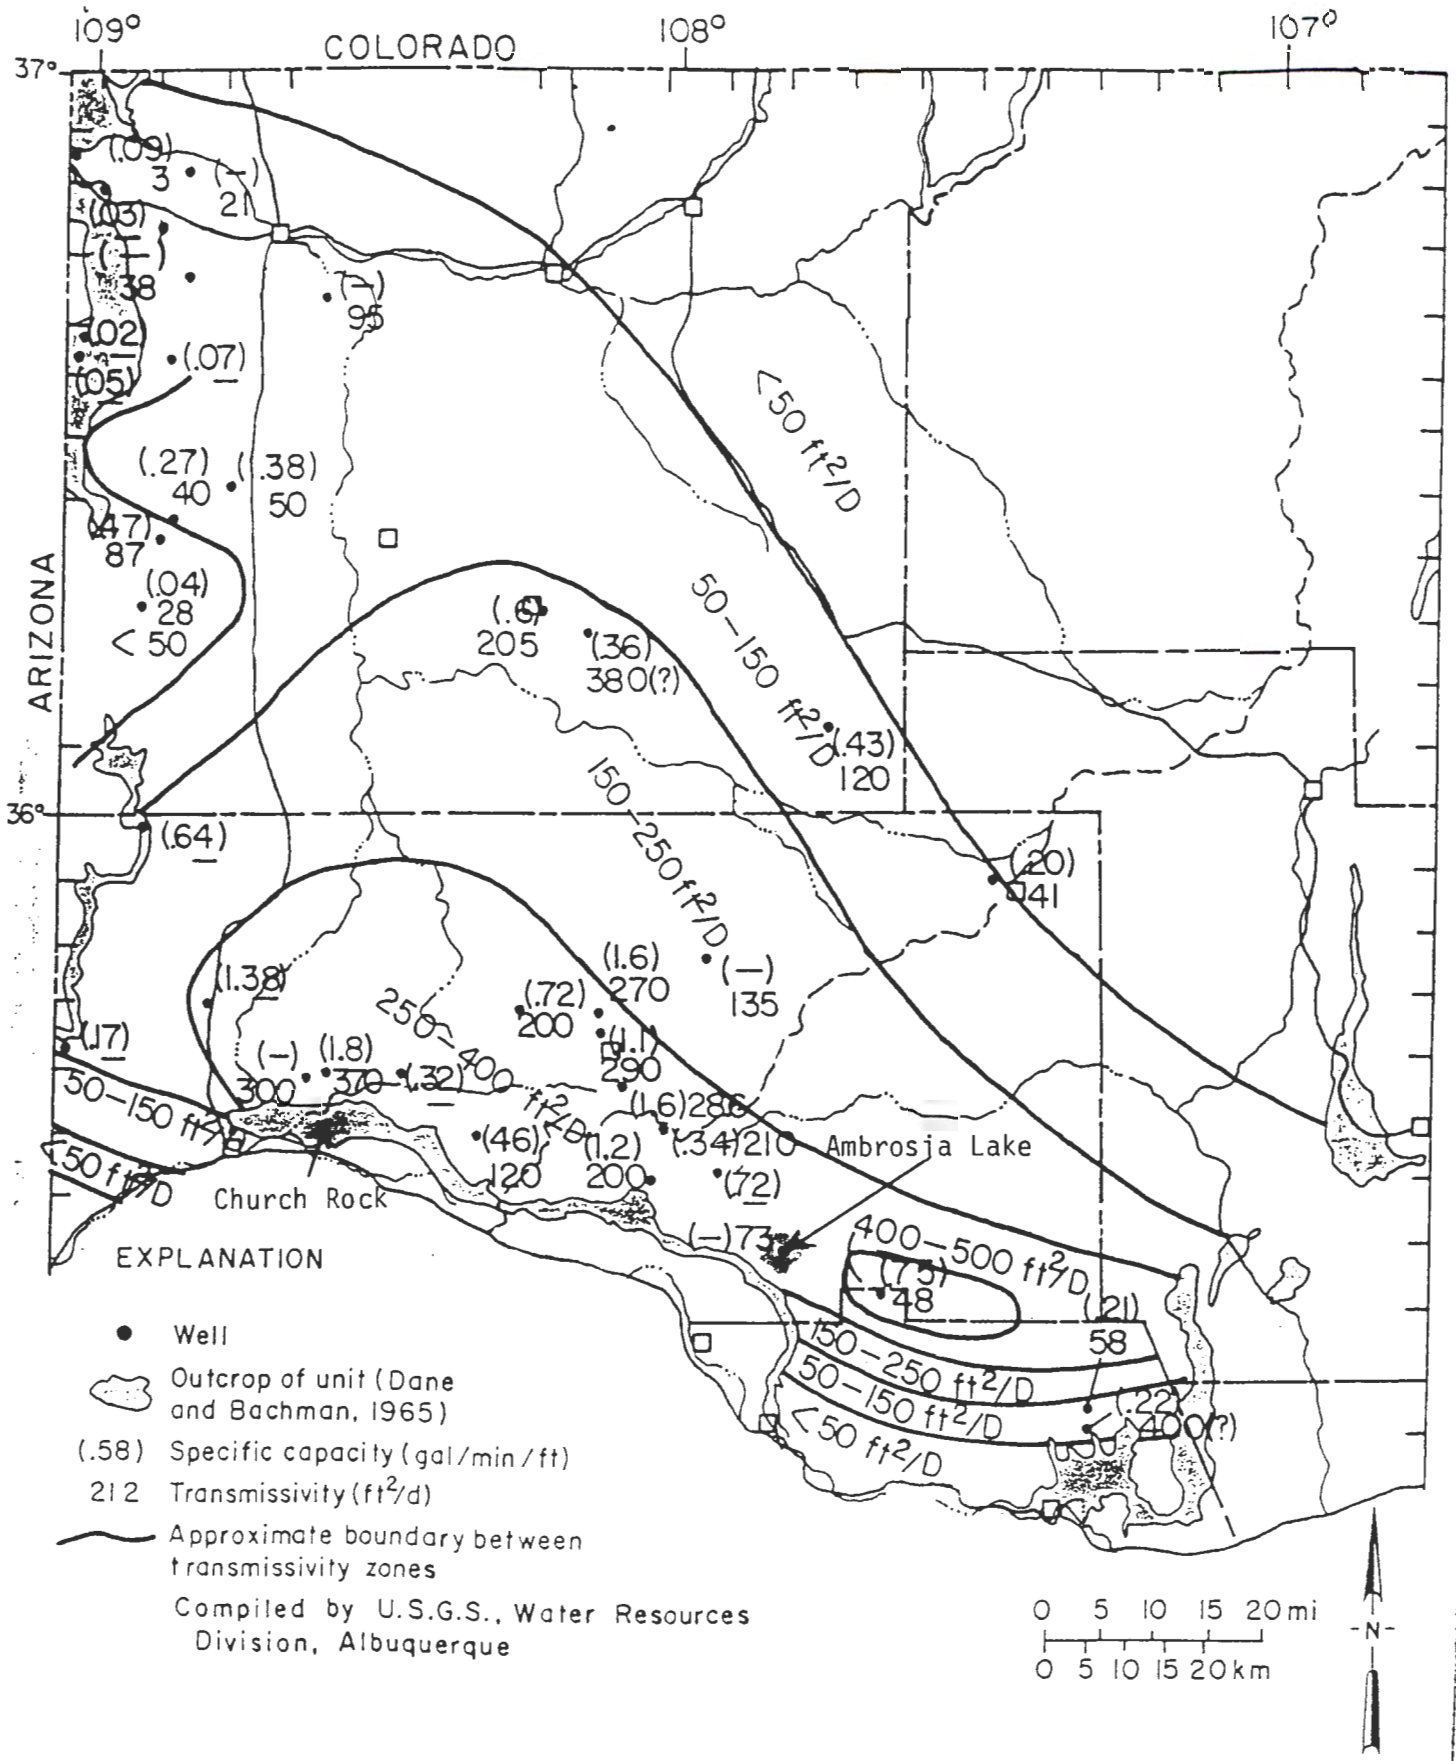 109° 108° 107°
COLORADO
37°
(.09)
3
(—)
21
(.03)
(—)
38
(—)
95
(.02
(.05)
(.07)
<50 ft²/D
(.27)
40
(.38)
50
(.47)
87
(.04)
28
<50
ARIZONA
50—150 ft²/D
(.6)
205
(.36)
380(?)
(.43)
120
150—250 ft²/D
36°
(.64)
(.20)
41
(1.6)
270
(—)
135
(1.38)
(.72)
200
250—400 ft²/D
(.17)
(—)
300
(1.8)
370
(.32)
(1.1)
290
50—150 ft²/D
(1.6)286
(.34)210
(.46)
120
(1.2)
200
(.72)
Ambrosia Lake
<50 ft²/D
Church Rock
(—)73
400—500 ft²/D
(.75)
48
(.21)
58
150—250 ft²/D
50—150 ft²/D
<50 ft²/D
(.22)
<400(?)
EXPLANATION
Well
Outcrop of unit (Dane
and Bachman, 1965)
(.58) Specific capacity (gal/min/ft)
212 Transmissivity (ft²/d)
Approximate boundary between
transmissivity zones
Compiled by U.S.G.S., Water Resources
Division, Albuquerque
0 5 10 15 20 mi
0 5 10 15 20 km
-N-